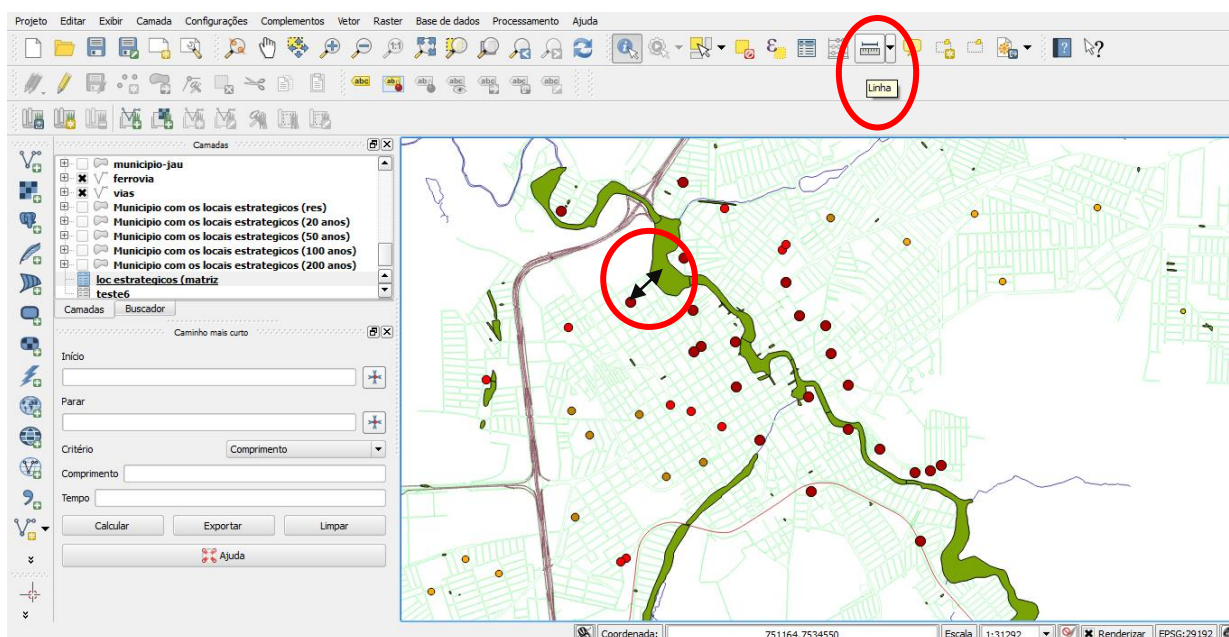 Projeto Editar Exibir Camada Configurações Complementos Vetor Raster Base de dados Processamento Ajuda
abc
Linha
Camadas
municipio-jau
ferrovia
vias
Municipio com os locais estrategicos (res)
Municipio com os locais estrategicos (20 anos)
Municipio com os locais estrategicos (50 anos)
Municipio com os locais estrategicos (100 anos)
Municipio com os locais estrategicos (200 anos)
loc estrategicos (matriz
teste6
Camadas Buscador
Caminho mais curto
Início
Parar
Critério Comprimento
Comprimento
Tempo
Calcular Exportar Limpar
Ajuda
Coordenada: 751164,7534550 Escala 1:31292 Renderizar EPSG:29192